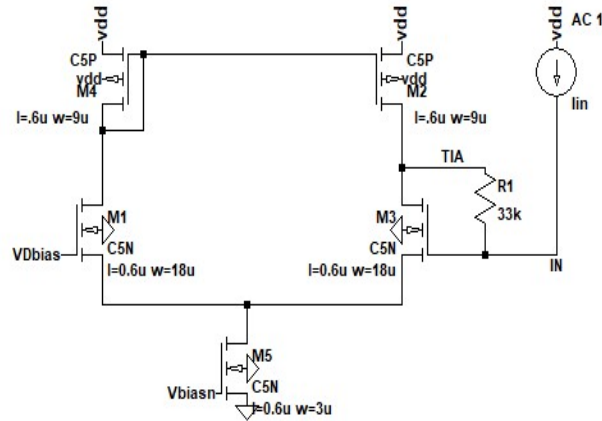 vdd
vdd
vdd
AC 1
C5P
vdd
M4
C5P
vdd
M2
Iin
l=.6u w=9u
l=.6u w=9u
TIA
R1
33k
M1
M3
VDbias
C5N
C5N
IN
l=0.6u w=18u
l=0.6u w=18u
M5
Vbiasn
C5N
l=0.6u w=3u